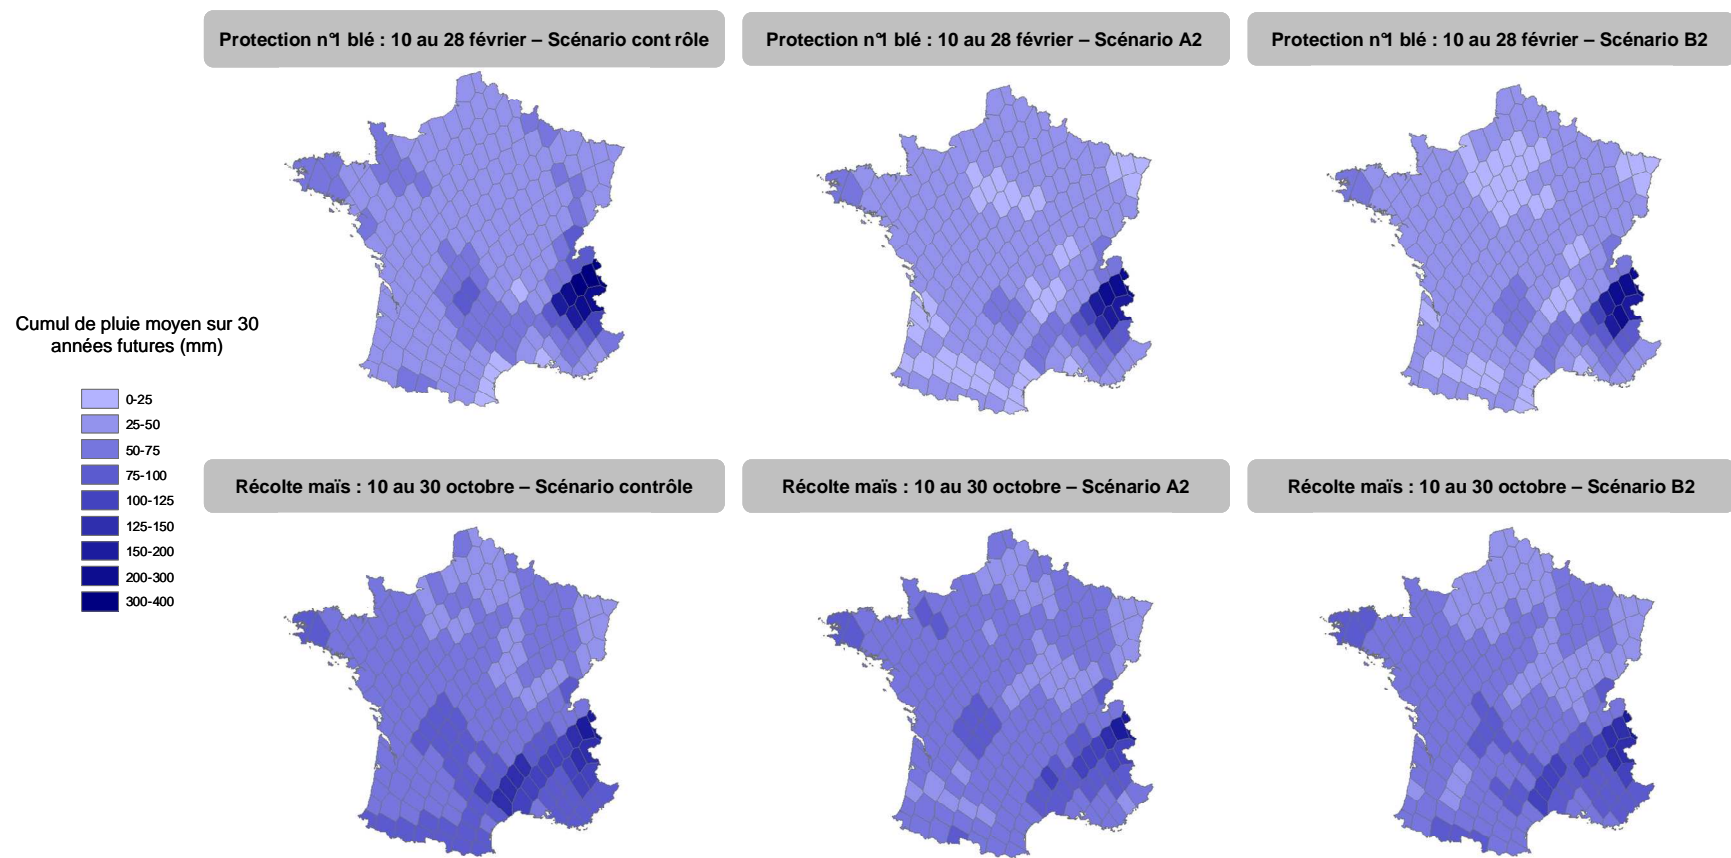 Protection n°1 blé : 10 au 28 février – Scénario cont rôle
Protection n°1 blé : 10 au 28 février – Scénario A2
Protection n°1 blé : 10 au 28 février – Scénario B2
Cumul de pluie moyen sur 30
années futures (mm)
0-25
25-50
50-75
75-100
100-125
125-150
150-200
200-300
300-400
Récolte maïs : 10 au 30 octobre – Scénario contrôle
Récolte maïs : 10 au 30 octobre – Scénario A2
Récolte maïs : 10 au 30 octobre – Scénario B2